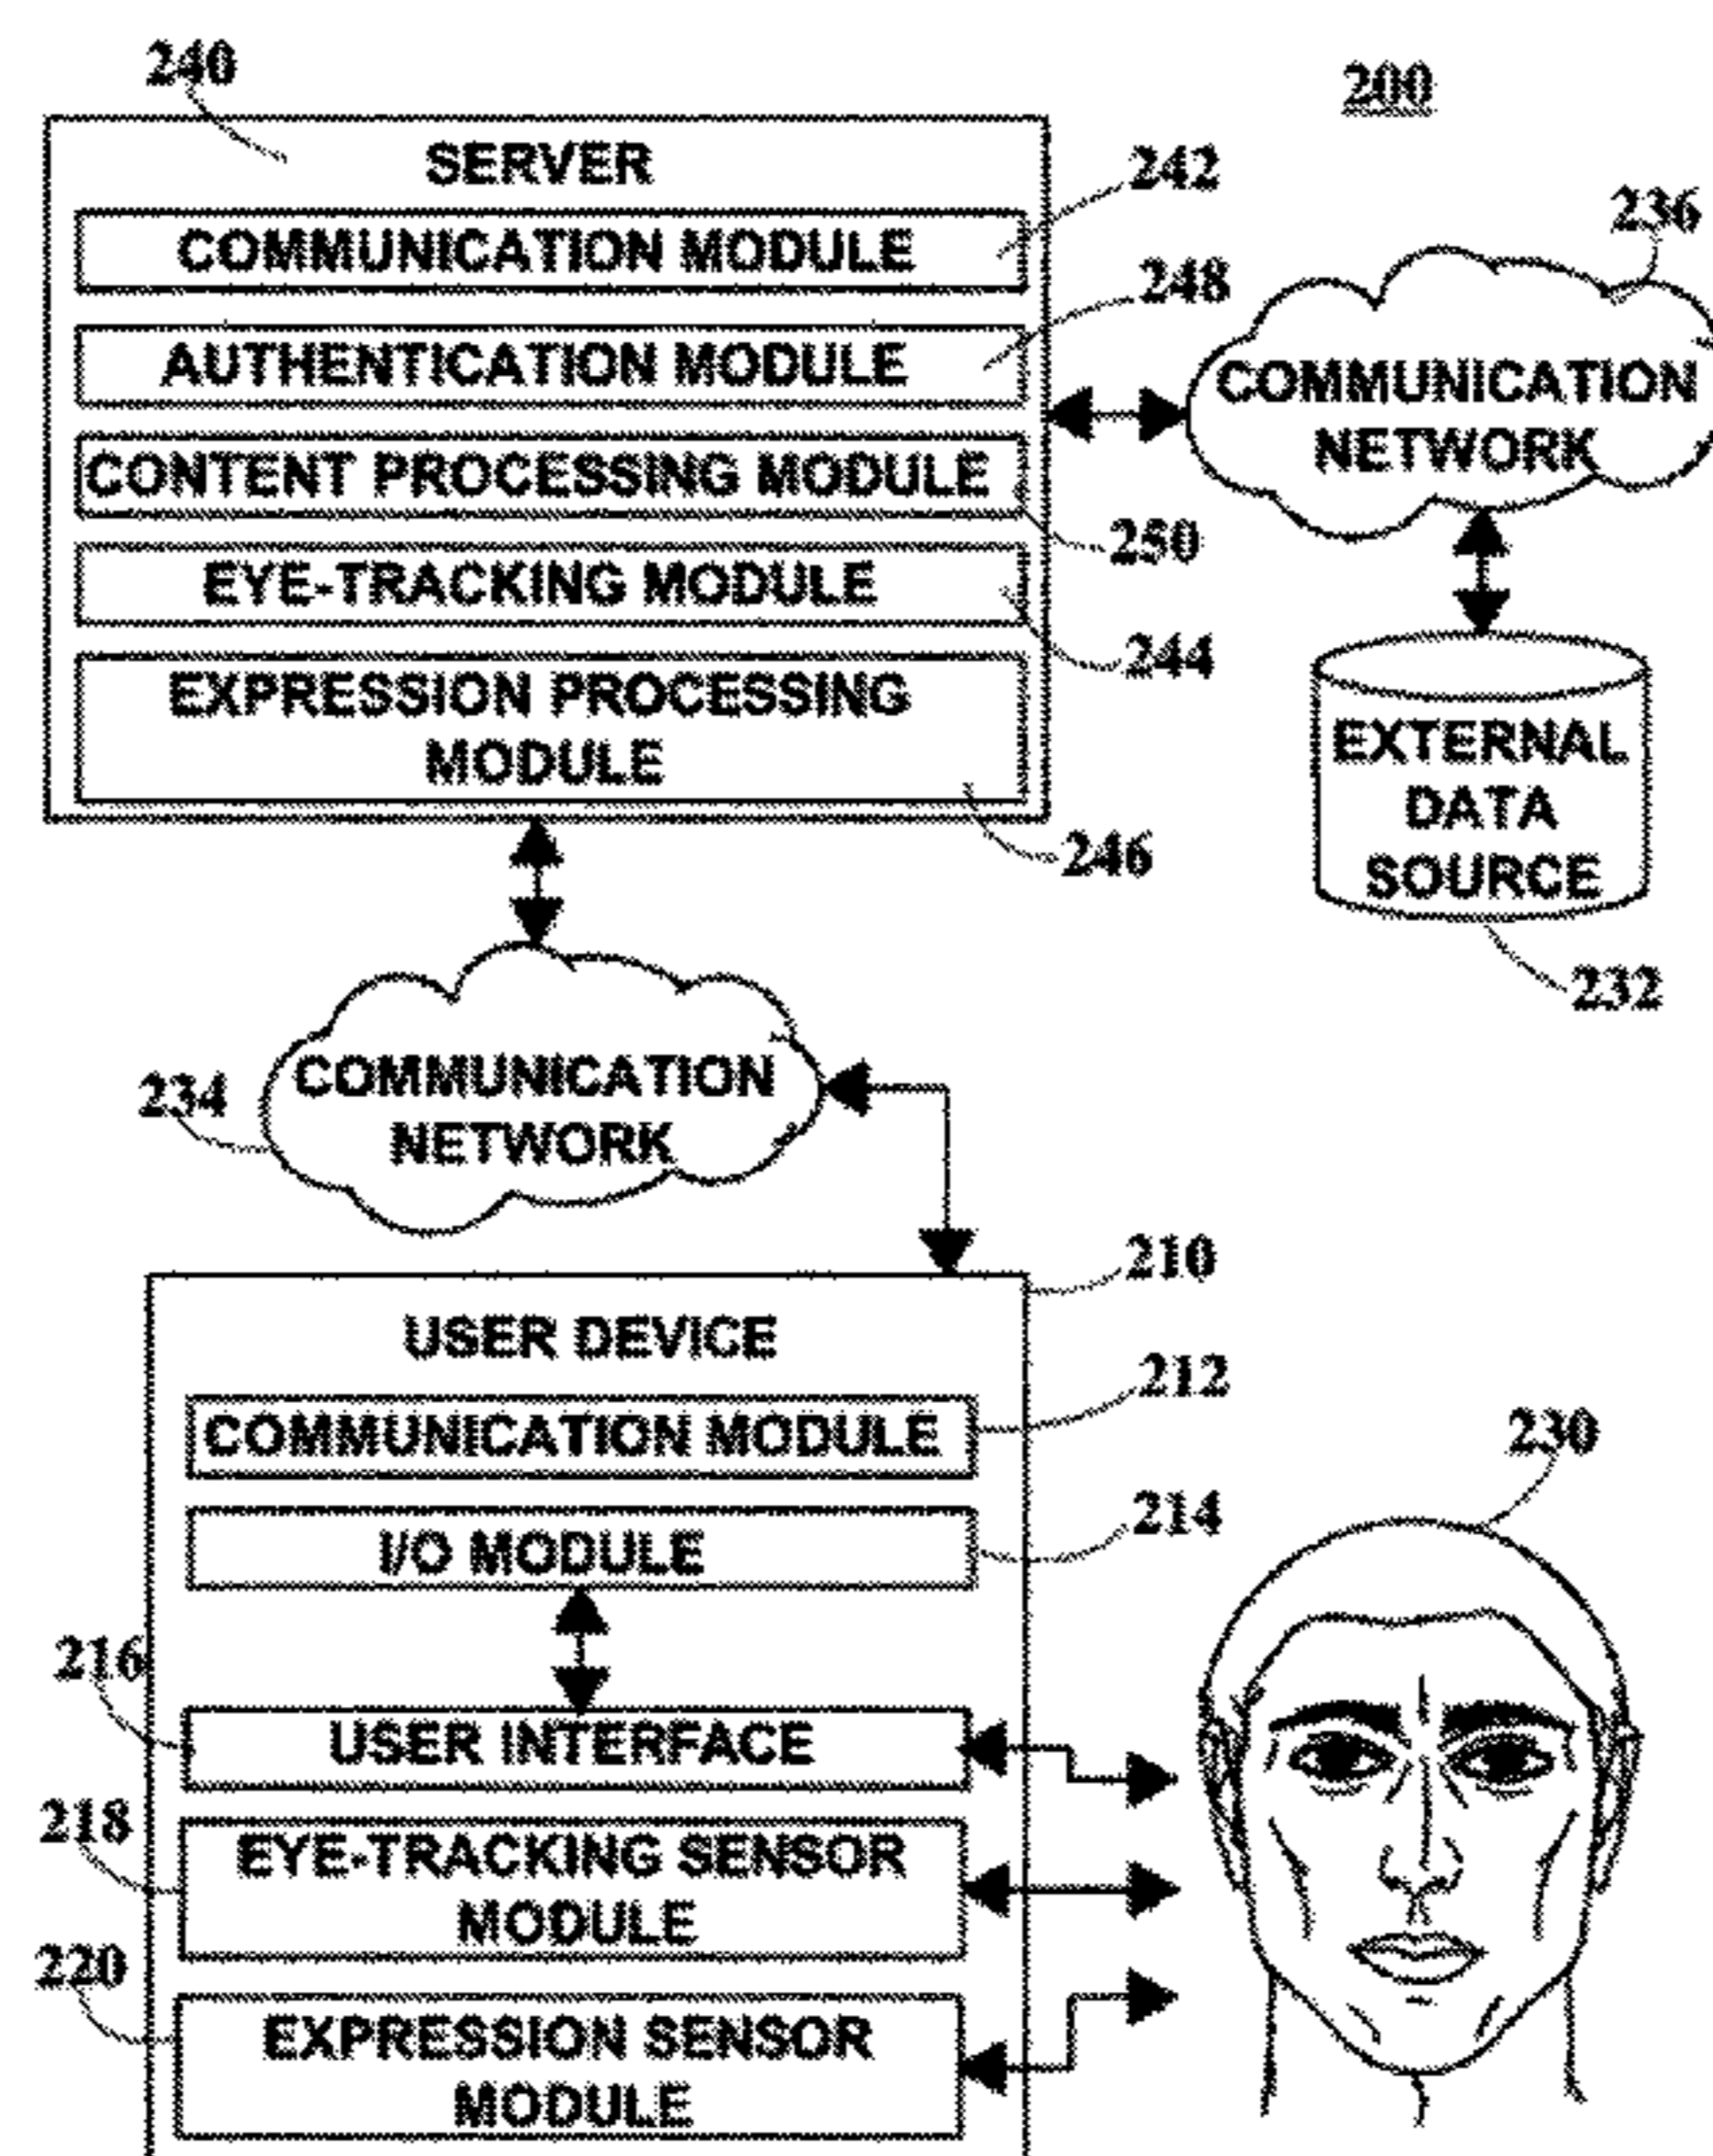 240
200
SERVER
242
COMMUNICATION MODULE
236
248
AUTHENTICATION MODULE
COMMUNICATION
NETWORK
CONTENT PROCESSING MODULE
250
EYE-TRACKING MODULE
244
EXPRESSION PROCESSING
MODULE
246
EXTERNAL
DATA
SOURCE
232
COMMUNICATION
NETWORK
234
210
USER DEVICE
212
COMMUNICATION MODULE
230
214
I/O MODULE
216
USER INTERFACE
218
EYE-TRACKING SENSOR
MODULE
220
EXPRESSION SENSOR
MODULE